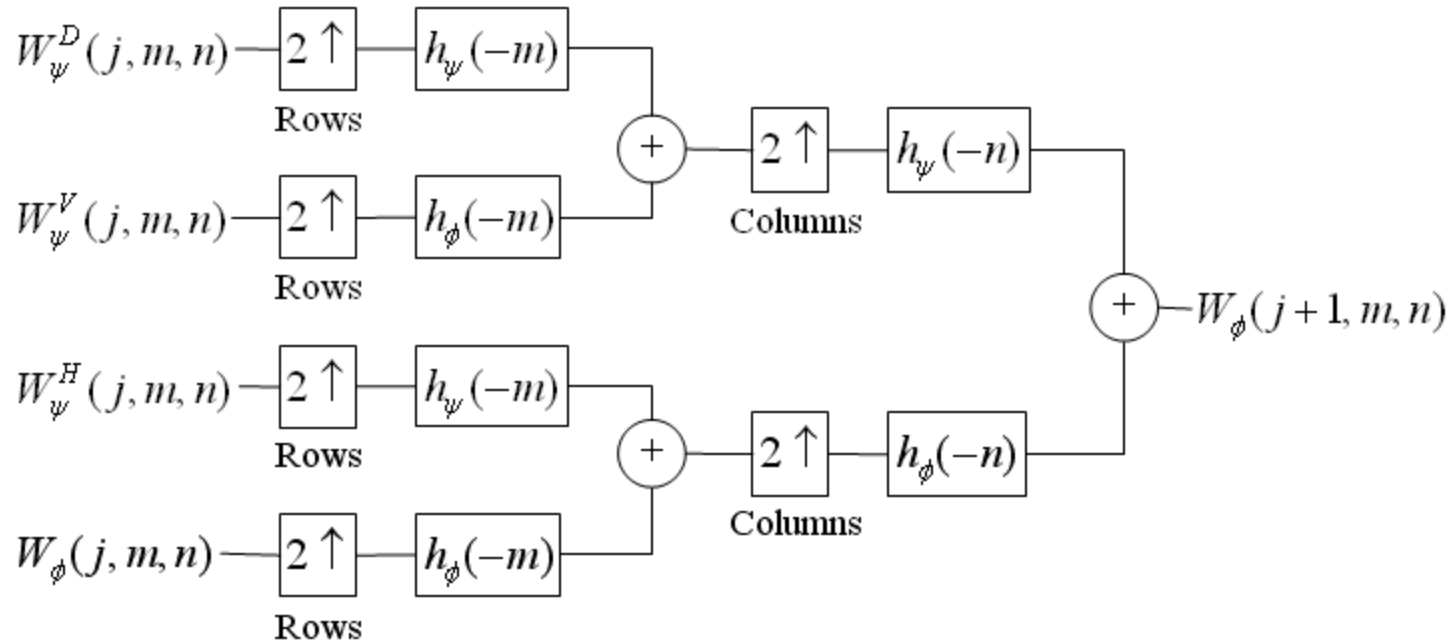 W_ψ^D(j, m, n) 2 ↑ h_ψ(−m)
Rows
+ 2 ↑ h_ψ(−n)
W_ψ^V(j, m, n) 2 ↑ h_ϕ(−m)
Columns
Rows
+ W_ϕ(j + 1, m, n)
W_ψ^H(j, m, n) 2 ↑ h_ψ(−m)
Rows
+ 2 ↑ h_ϕ(−n)
Columns
W_ϕ(j, m, n) 2 ↑ h_ϕ(−m)
Rows